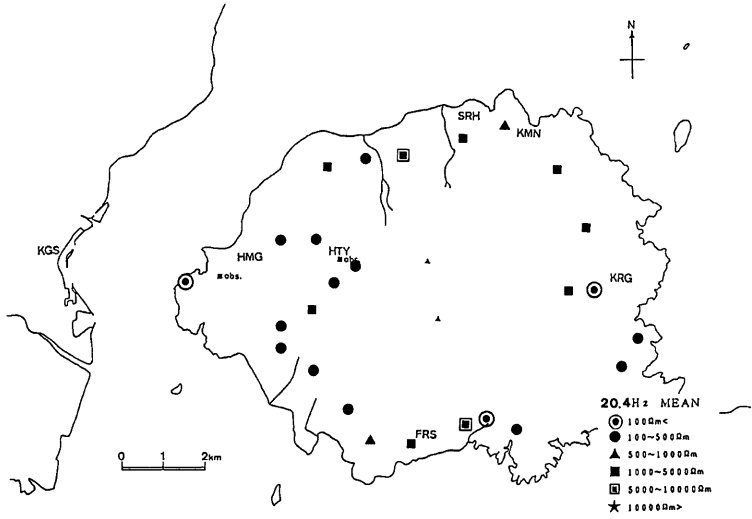 N
SRH
KMN
KGS
HMG
HTY
obs.
obs.
KRG
FRS
0 1 2km
20.4Hz MEAN
100Ωm<
100~500Ωm
500~1000Ωm
1000~5000Ωm
5000~10000Ωm
10000Ωm>